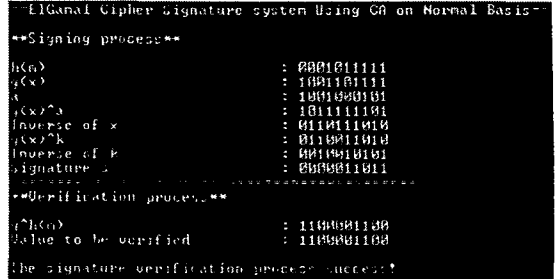 ElGamal Cipher Signature system Using CA on Normal Basis
**Signing process**
h(m) : 0001011111
g(x) : 1001101111
a : 1001000101
g(x)^a : 1011111101
Inverse of x : 0110111010
g(x)^k : 0110011010
Inverse of k : 0010010101
signature s : 0000011011
**Verification process**
g^h(m) : 1100001100
Value to be verified : 1100001100
The signature verification process success!